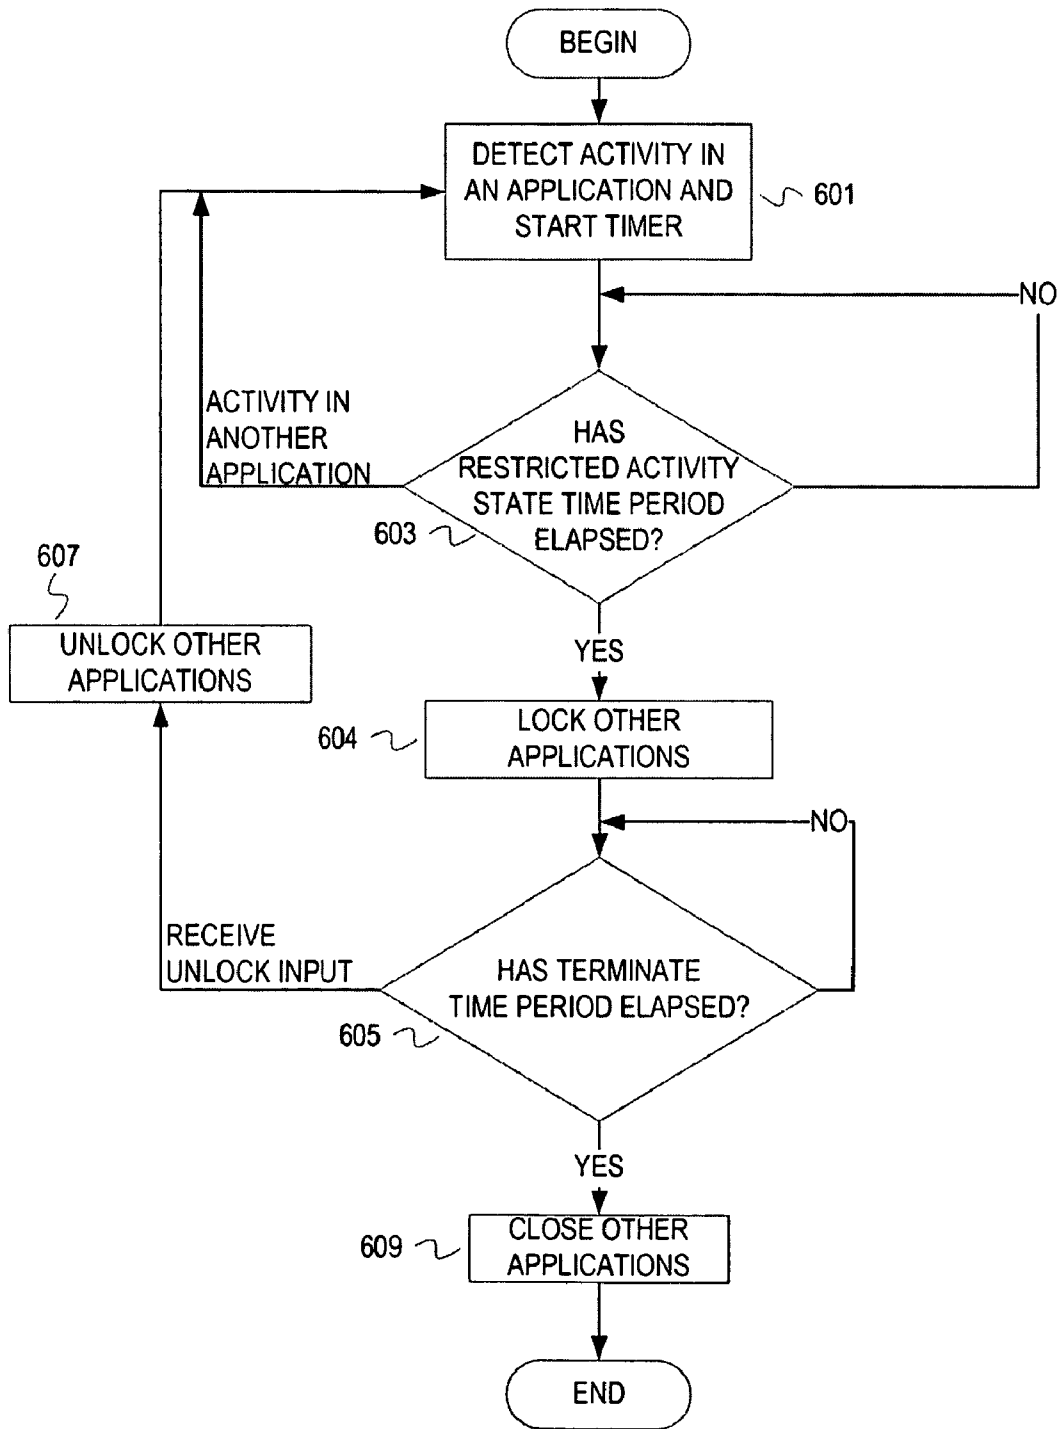 BEGIN
DETECT ACTIVITY IN
AN APPLICATION AND
START TIMER
601
NO
ACTIVITY IN
ANOTHER
APPLICATION
HAS
RESTRICTED ACTIVITY
STATE TIME PERIOD
ELAPSED?
603
607
UNLOCK OTHER
APPLICATIONS
YES
LOCK OTHER
APPLICATIONS
604
NO
RECEIVE
UNLOCK INPUT
HAS TERMINATE
TIME PERIOD ELAPSED?
605
YES
CLOSE OTHER
APPLICATIONS
609
END